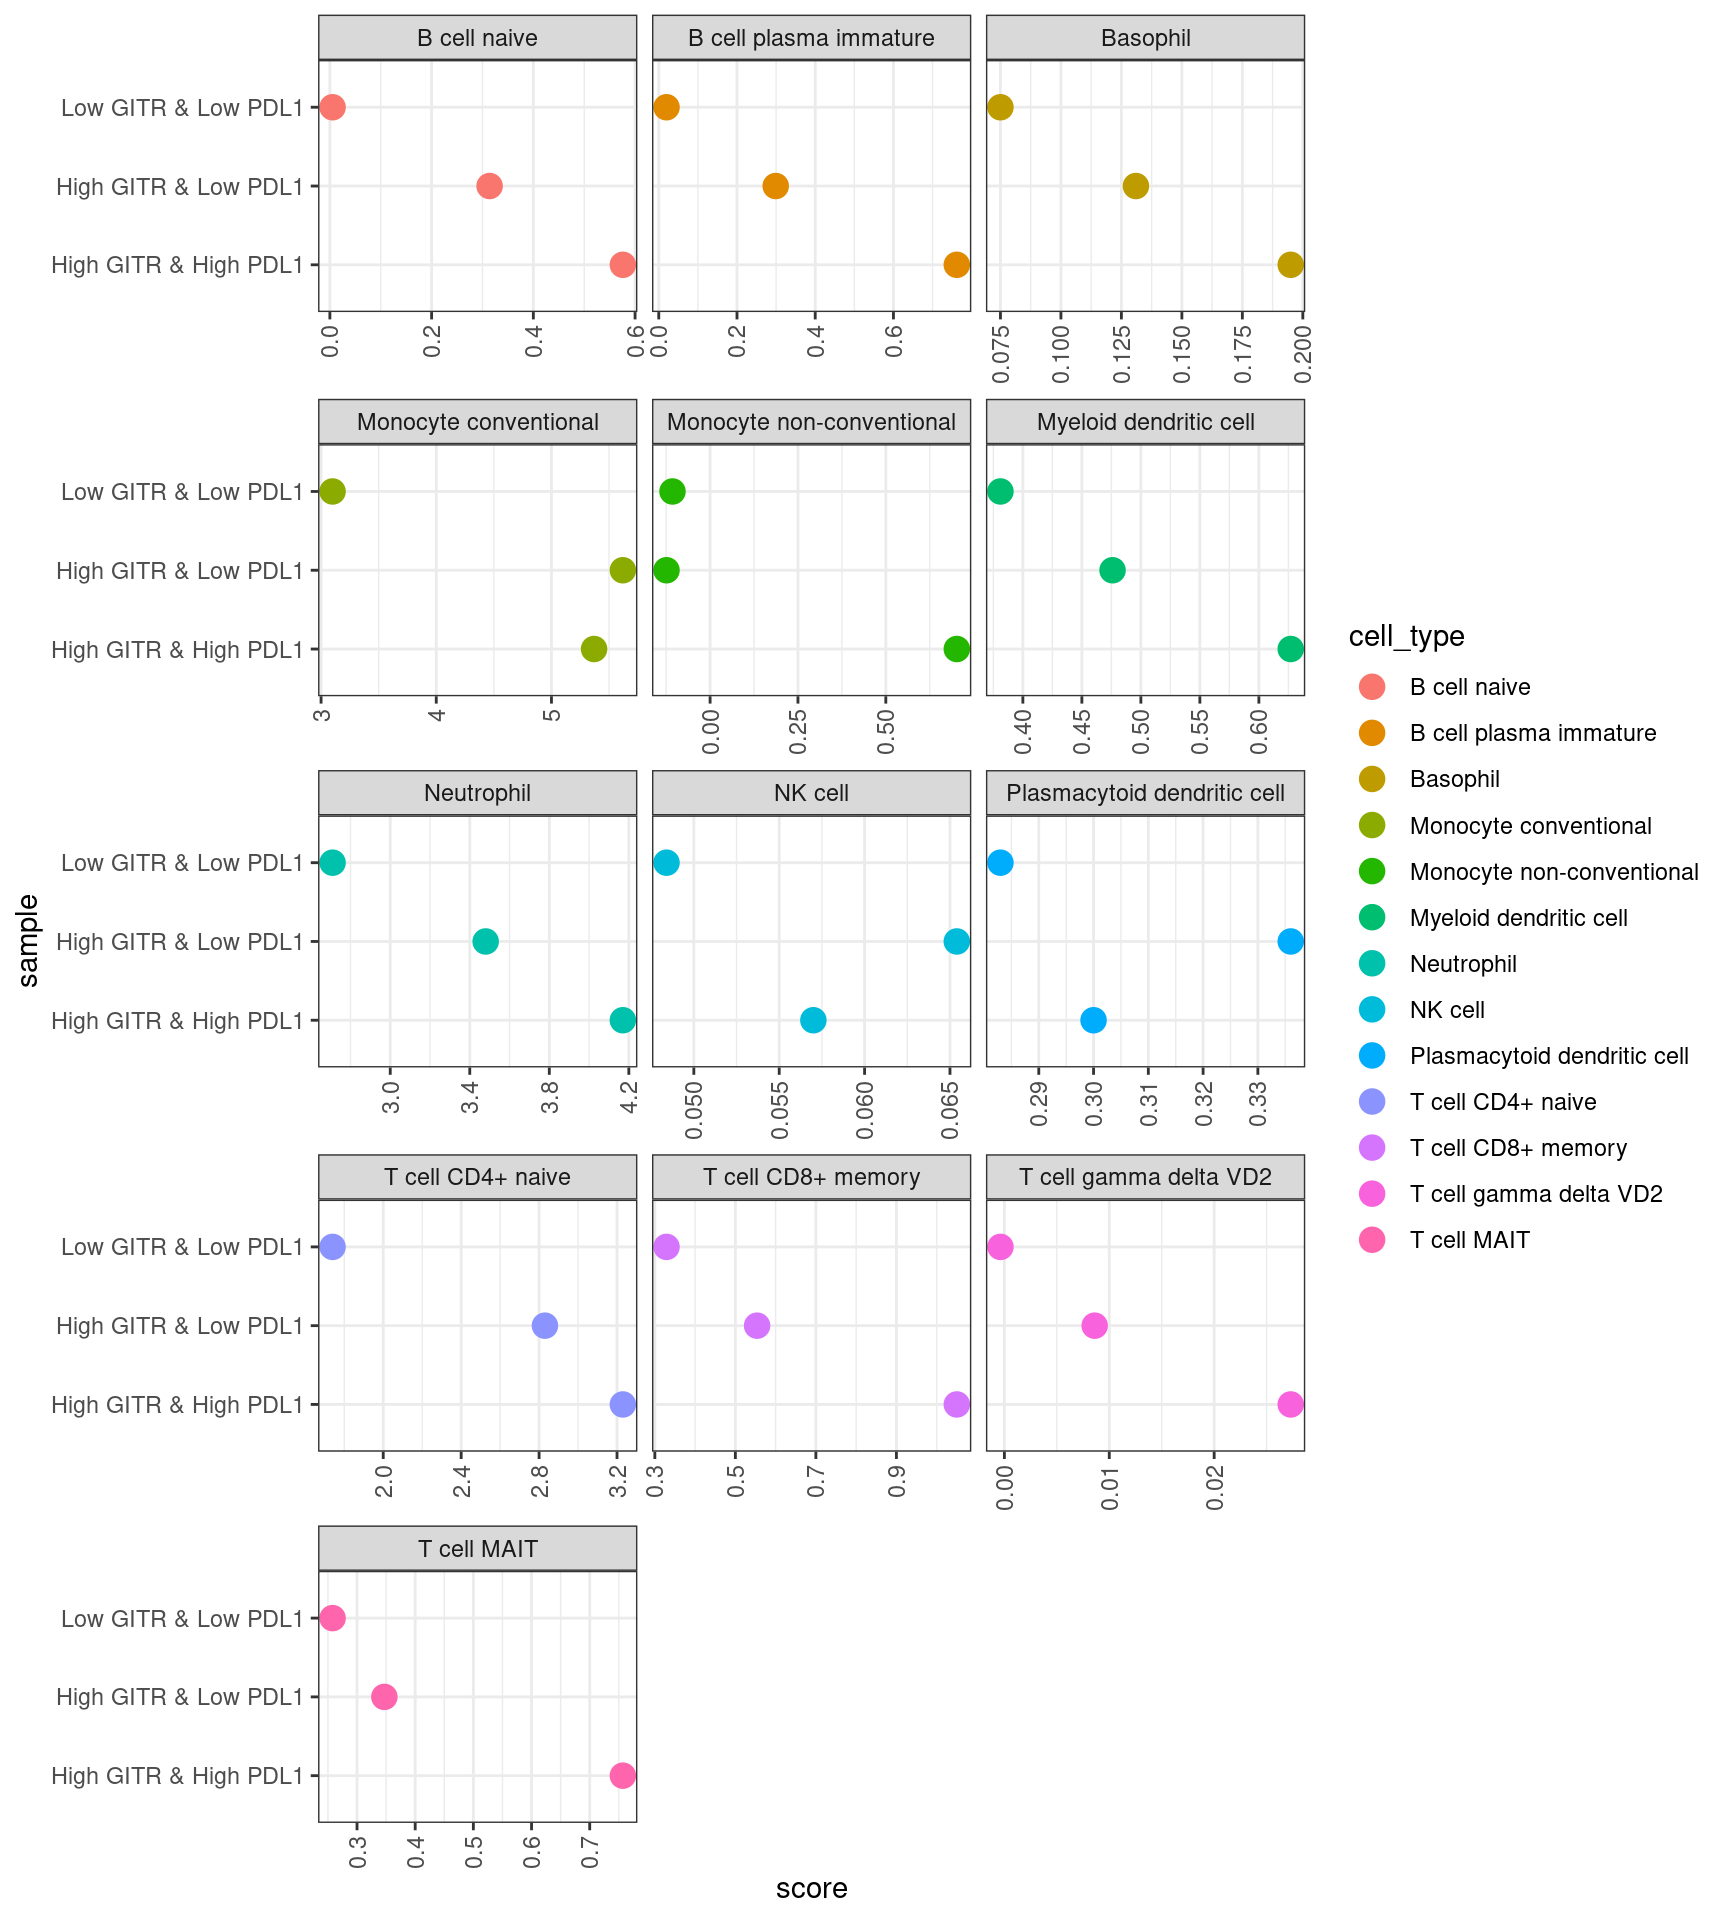 B cell naive
B cell plasma immature
Basophil
Low GITR & Low PDL1
High GITR & Low PDL1
High GITR & High PDL1
0.0
0.2
0.4
0.6
0.0
0.2
0.4
0.6
0.075
0.100
0.125
0.150
0.175
0.200
Monocyte conventional
Monocyte non-conventional
Myeloid dendritic cell
Low GITR & Low PDL1
High GITR & Low PDL1
High GITR & High PDL1
3
4
5
0.00
0.25
0.50
0.40
0.45
0.50
0.55
0.60
Neutrophil
NK cell
Plasmacytoid dendritic cell
Low GITR & Low PDL1
High GITR & Low PDL1
High GITR & High PDL1
3.0
3.4
3.8
4.2
0.050
0.055
0.060
0.065
0.29
0.30
0.31
0.32
0.33
T cell CD4+ naive
T cell CD8+ memory
T cell gamma delta VD2
Low GITR & Low PDL1
High GITR & Low PDL1
High GITR & High PDL1
2.0
2.4
2.8
3.2
0.3
0.5
0.7
0.9
0.00
0.01
0.02
T cell MAIT
Low GITR & Low PDL1
High GITR & Low PDL1
High GITR & High PDL1
0.3
0.4
0.5
0.6
0.7
score
sample
cell_type
B cell naive
B cell plasma immature
Basophil
Monocyte conventional
Monocyte non-conventional
Myeloid dendritic cell
Neutrophil
NK cell
Plasmacytoid dendritic cell
T cell CD4+ naive
T cell CD8+ memory
T cell gamma delta VD2
T cell MAIT